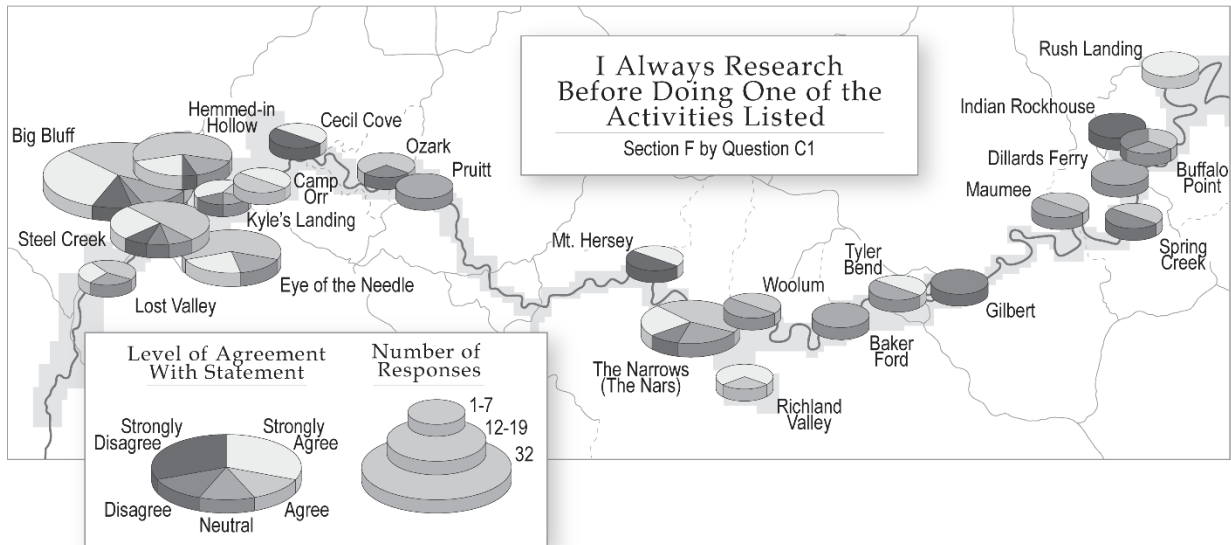 I Always Research
Before Doing One of the
Activities Listed
Section F by Question C1
Rush Landing
Indian Rockhouse
Dillards Ferry
Buffalo
Point
Maumee
Spring
Creek
Hemmed-in
Hollow
Cecil Cove
Big Bluff
Ozark
Pruitt
Camp
Orr
Kyle's Landing
Steel Creek
Eye of the Needle
Lost Valley
Mt. Hersey
Woolum
Tyler
Bend
Gilbert
Baker
Ford
The Narrows
(The Nars)
Richland
Valley
Level of Agreement
With Statement
Strongly
Disagree
Strongly
Agree
Disagree
Neutral
Agree
Number of
Responses
1-7
12-19
32